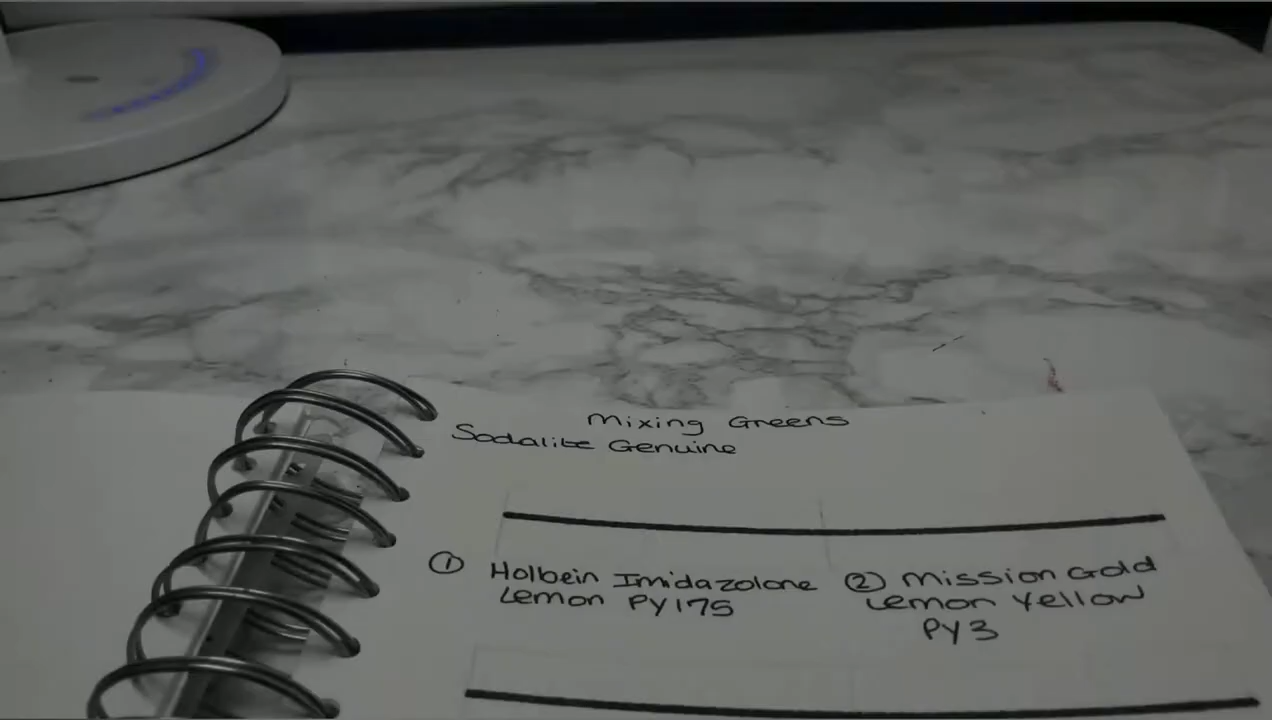 Mixing Greens
Sodalite Genuine
① Holbein Imidazolone
Lemon PY175
② Mission Gold
Lemon Yellow
PY3